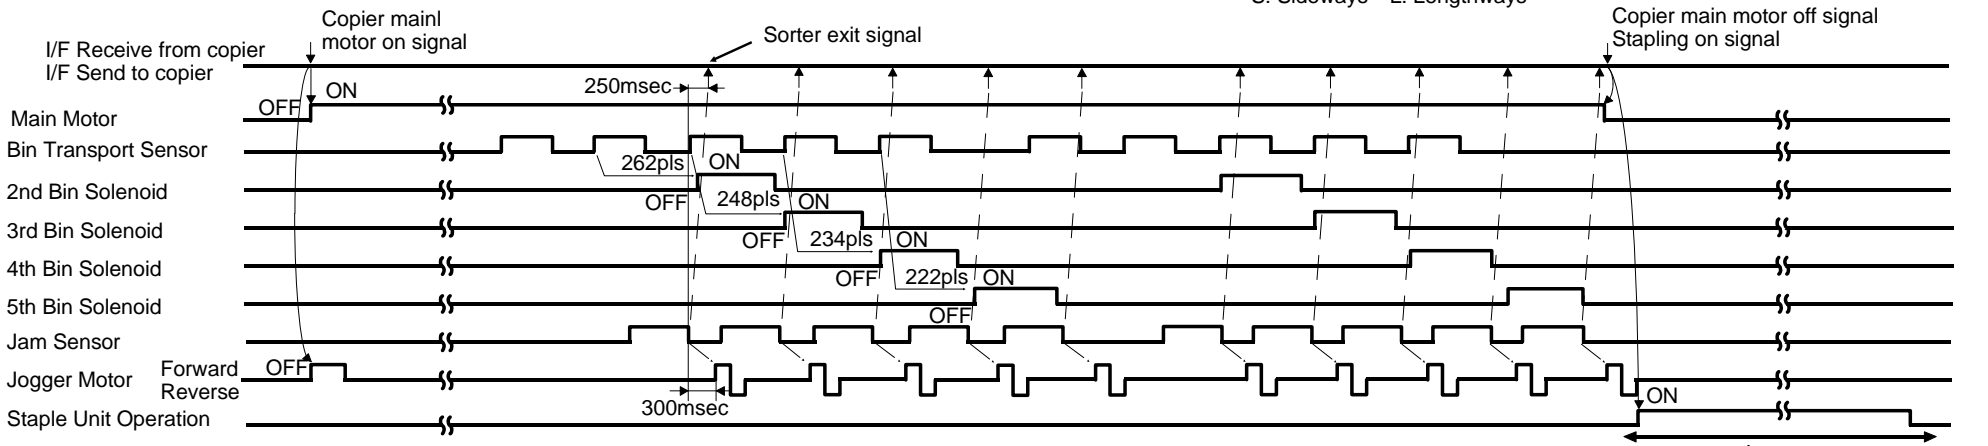 Copier mainl
motor on signal
Sorter exit signal
Copier main motor off signal
Stapling on signal
I/F Receive from copier
I/F Send to copier
250msec
OFF
ON
Main Motor
Bin Transport Sensor
262pls
ON
2nd Bin Solenoid
OFF
248pls
ON
3rd Bin Solenoid
OFF
234pls
ON
4th Bin Solenoid
OFF
222pls
ON
5th Bin Solenoid
OFF
Jam Sensor
Jogger Motor
Forward
Reverse
OFF
300msec
ON
Staple Unit Operation